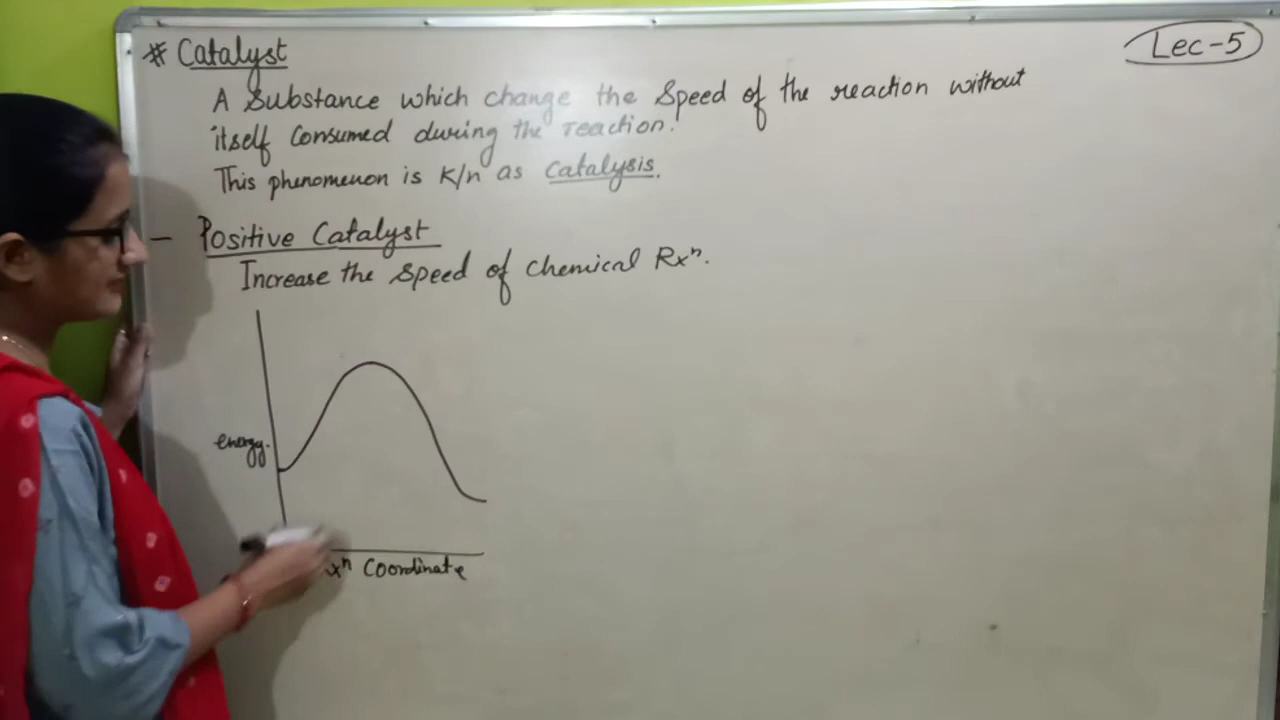 # Catalyst
Lec-5
A Substance which change the Speed of the reaction without
itself Consumed during the reaction.
This phenomenon is K/n as Catalysis.
— Positive Catalyst
Increase the Speed of Chemical Rxⁿ.
energy.
xⁿ Coordinate